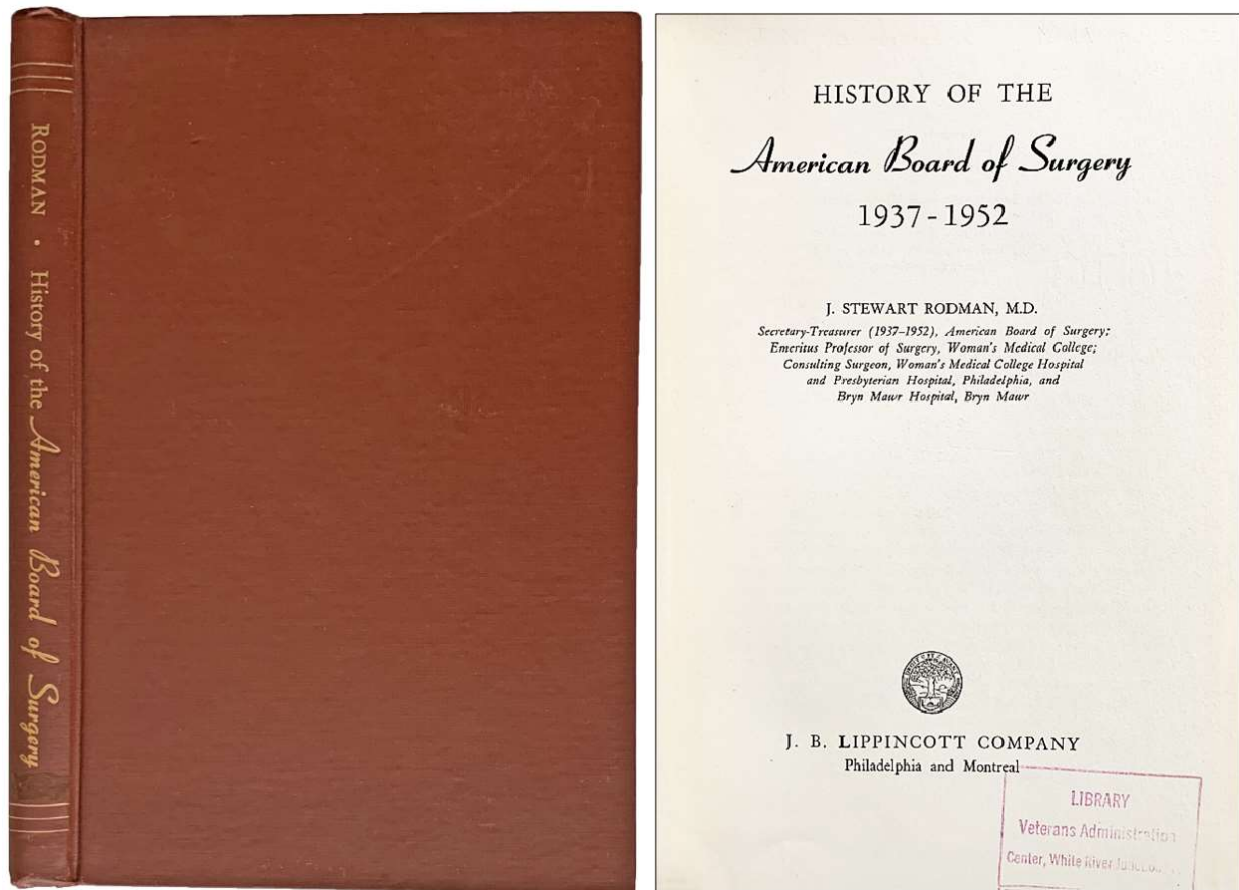 RODMAN • History of the American Board of Surgery
HISTORY OF THE
American Board of Surgery
1937-1952
J. STEWART RODMAN, M.D.
Secretary-Treasurer (1937–1952), American Board of Surgery;
Emeritus Professor of Surgery, Woman's Medical College;
Consulting Surgeon, Woman's Medical College Hospital
and Presbyterian Hospital, Philadelphia, and
Bryn Mawr Hospital, Bryn Mawr
J. B. LIPPINCOTT COMPANY
Philadelphia and Montreal
LIBRARY
Veterans Administration
Center, White River